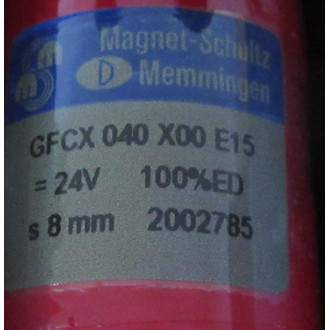 Magnet-Schultz
D Memmingen
GFCX 040 X00 E15
= 24V 100%ED
s 8 mm 2002785